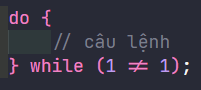 do {
// câu lệnh
} while (1 != 1);